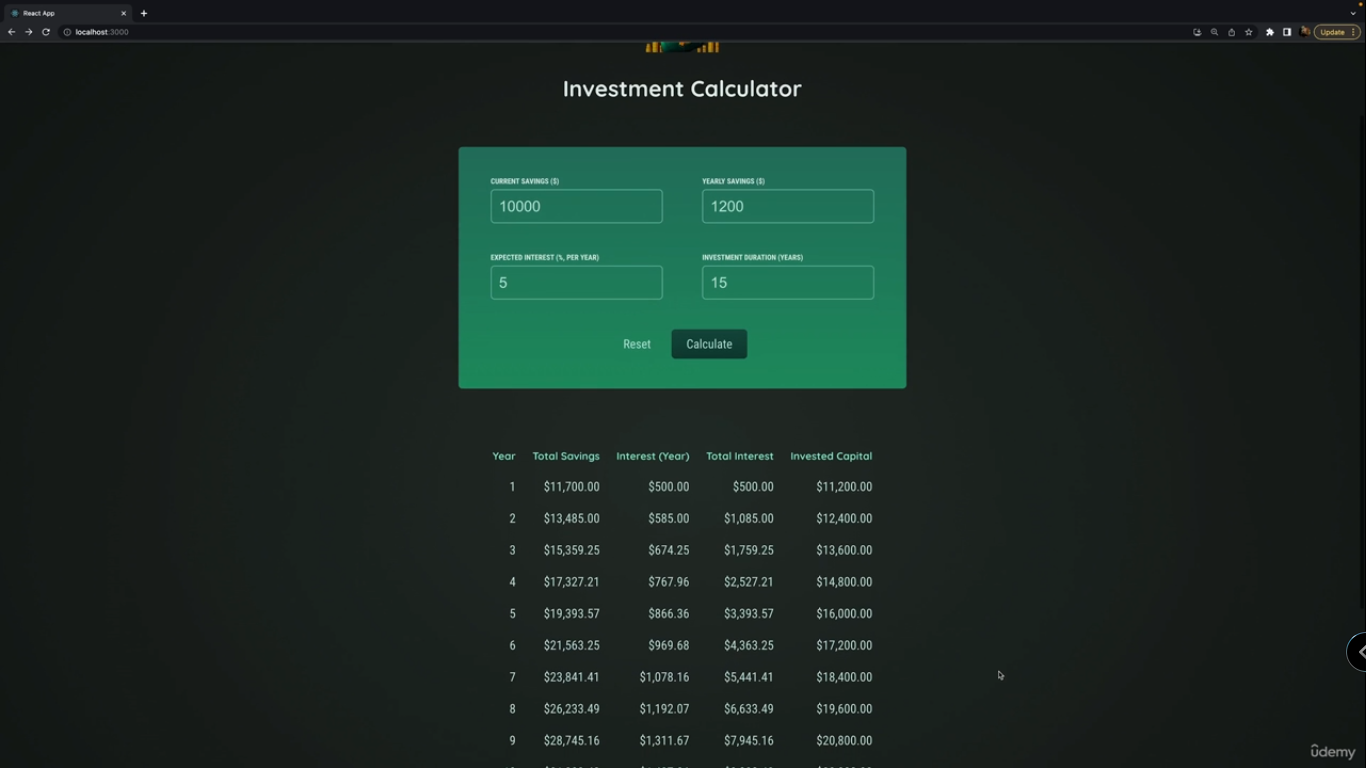 React App
localhost:3000
Update
Investment Calculator
CURRENT SAVINGS ($) YEARLY SAVINGS ($)
10000 1200
EXPECTED INTEREST (%, PER YEAR) INVESTMENT DURATION (YEARS)
5 15
Reset Calculate
Year Total Savings Interest (Year) Total Interest Invested Capital
1 $11,700.00 $500.00 $500.00 $11,200.00
2 $13,485.00 $585.00 $1,085.00 $12,400.00
3 $15,359.25 $674.25 $1,759.25 $13,600.00
4 $17,327.21 $767.96 $2,527.21 $14,800.00
5 $19,393.57 $866.36 $3,393.57 $16,000.00
6 $21,563.25 $969.68 $4,363.25 $17,200.00
7 $23,841.41 $1,078.16 $5,441.41 $18,400.00
8 $26,233.49 $1,192.07 $6,633.49 $19,600.00
9 $28,745.16 $1,311.67 $7,945.16 $20,800.00
ûdemy